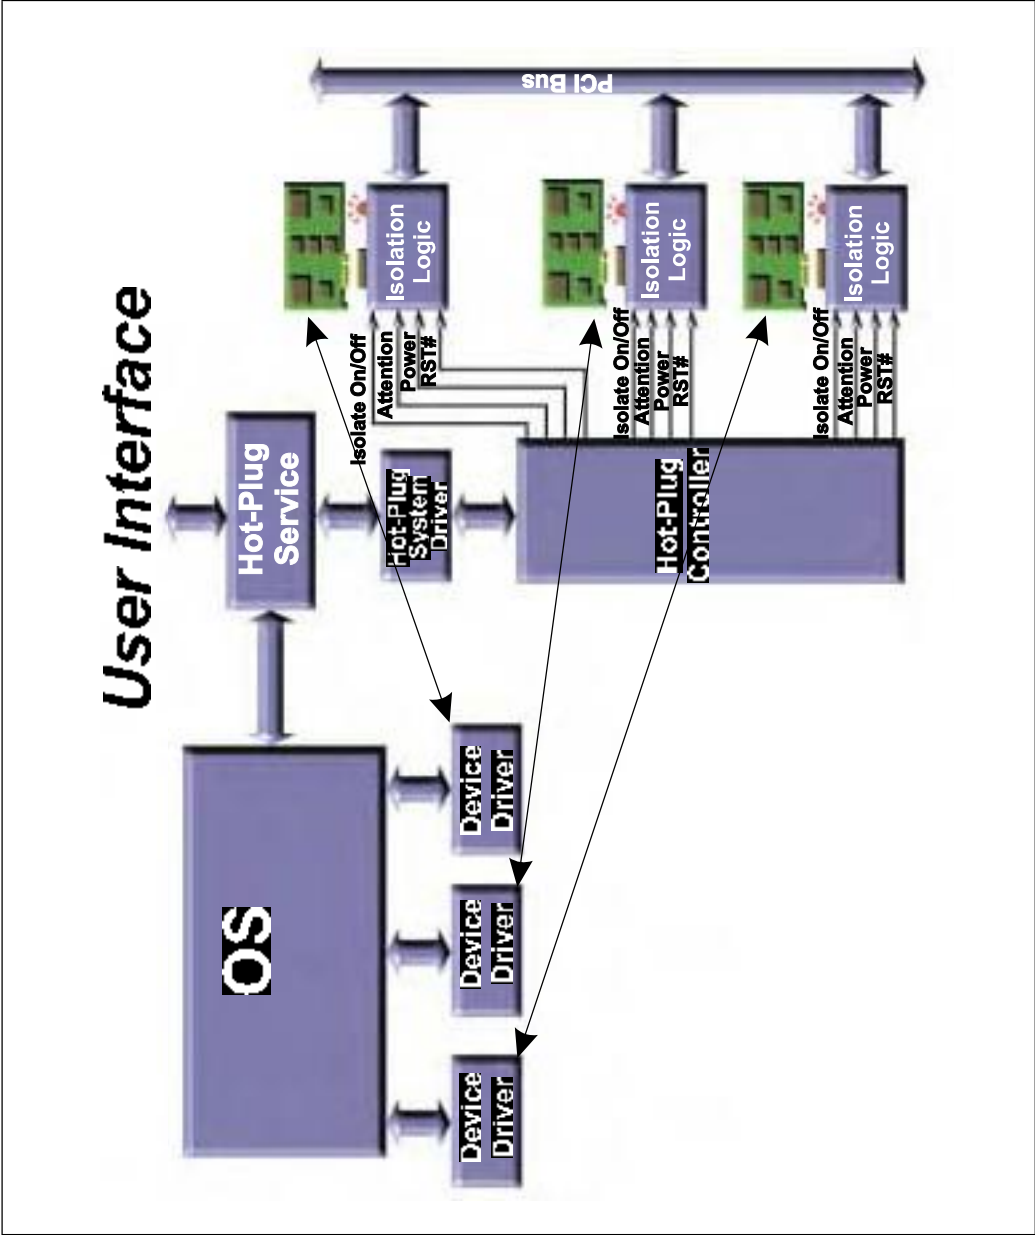 User Interface
Hot-Plug
Service
Hot-Plug
System
Driver
Hot-Plug
Controller
OS
Device
Driver
Device
Driver
Device
Driver
Isolate On/Off
Attention
Power
RST#
Isolate On/Off
Attention
Power
RST#
Isolate On/Off
Attention
Power
RST#
Isolation
Logic
Isolation
Logic
Isolation
Logic
PCI Bus